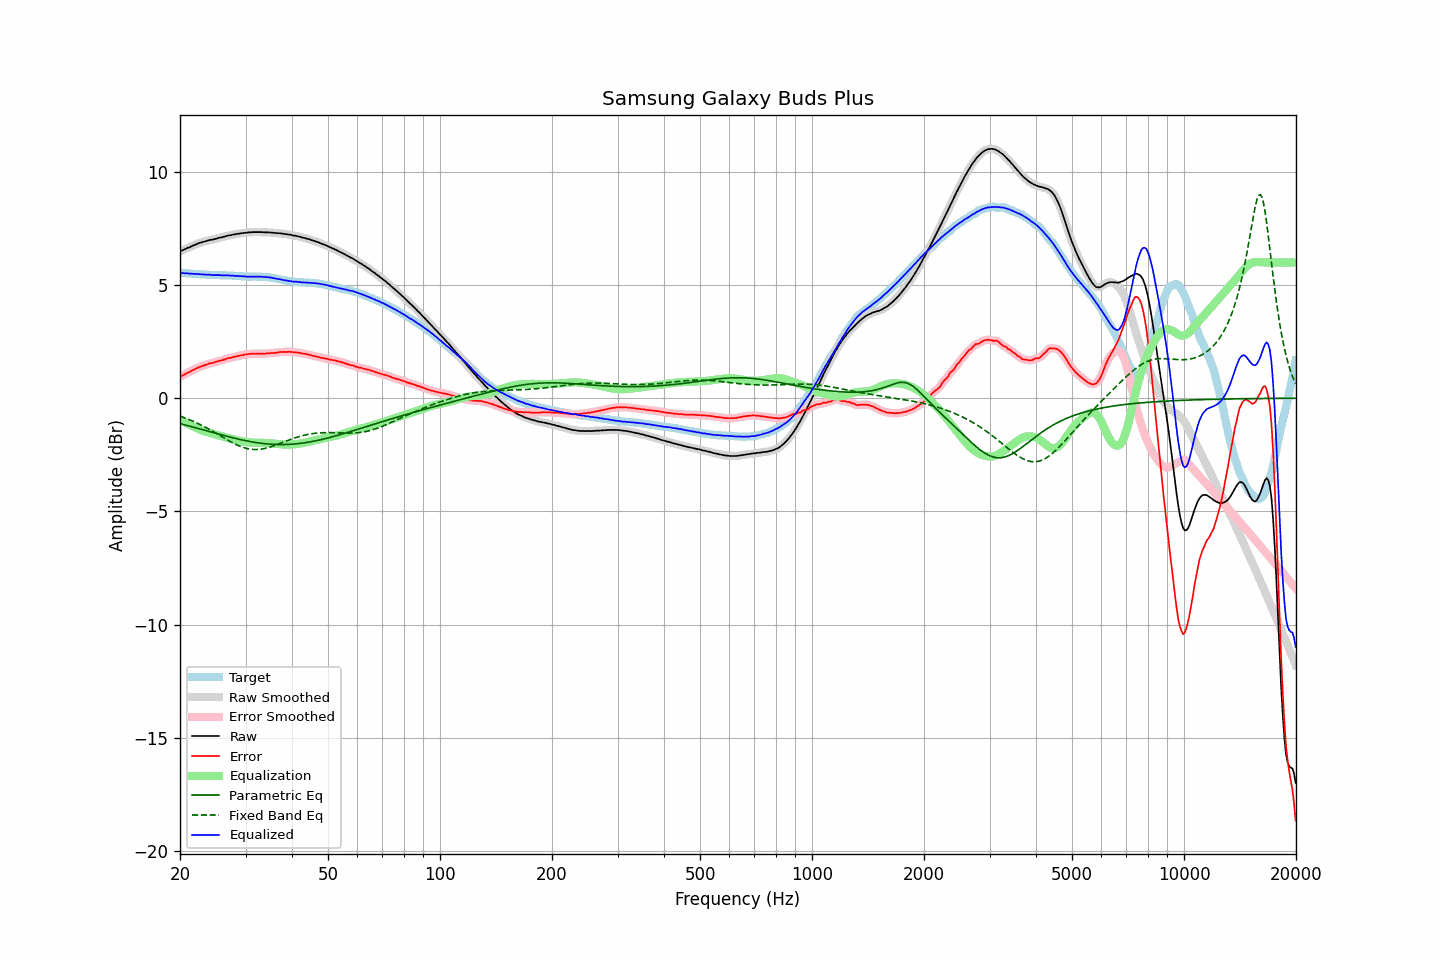 Samsung Galaxy Buds Plus
Amplitude (dBr)
10
5
0
−5
−10
−15
−20
Target
Raw Smoothed
Error Smoothed
Raw
Error
Equalization
Parametric Eq
Fixed Band Eq
Equalized
20 50 100 200 500 1000 2000 5000 10000 20000
Frequency (Hz)